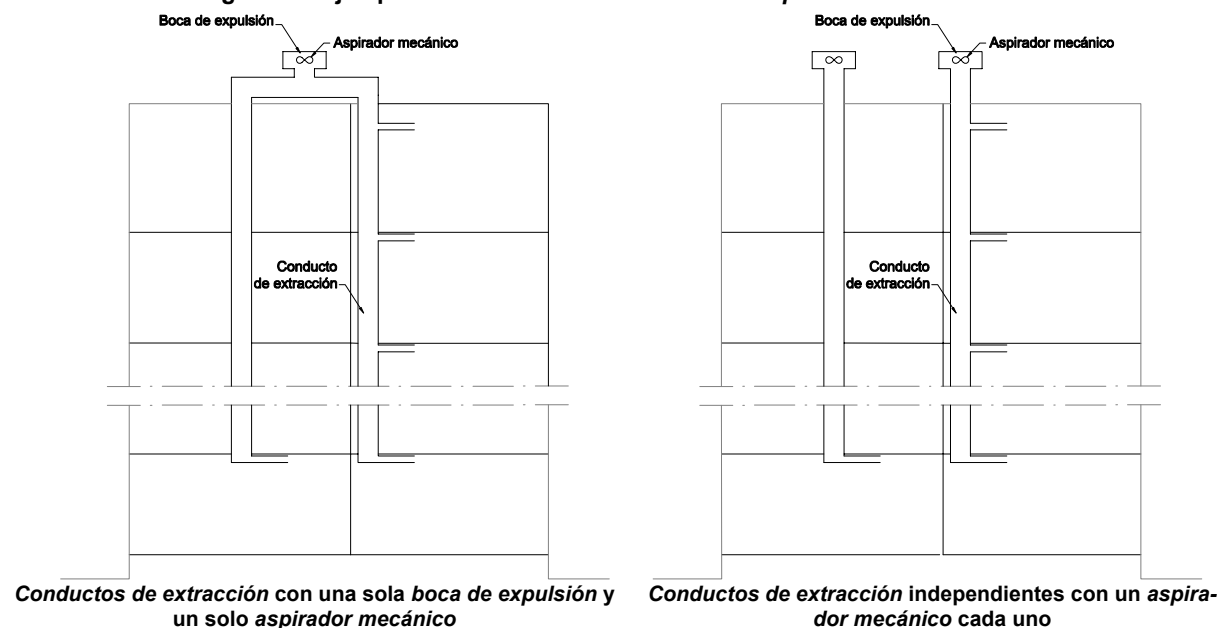 Boca de expulsión
Aspirador mecánico
Conducto
de extracción
Conductos de extracción con una sola boca de expulsión y
un solo aspirador mecánico
Boca de expulsión
Aspirador mecánico
Conducto
de extracción
Conductos de extracción independientes con un aspira-
dor mecánico cada uno